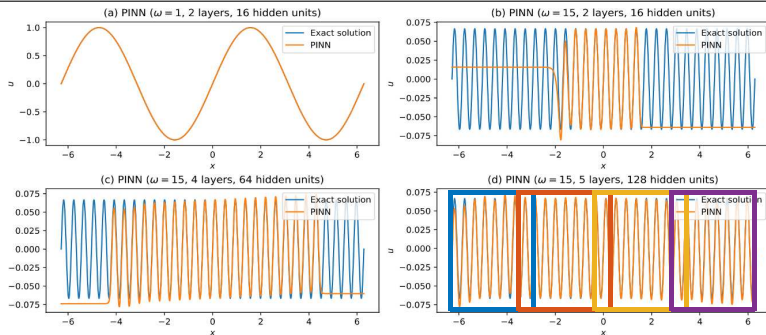 (a) PINN (ω = 1, 2 layers, 16 hidden units)
Exact solution
PINN
1.0
0.5
0.0
−0.5
−1.0
u
−6 −4 −2 0 2 4 6
x
(b) PINN (ω = 15, 2 layers, 16 hidden units)
Exact solution
PINN
0.075
0.050
0.025
0.000
−0.025
−0.050
−0.075
u
−6 −4 −2 0 2 4 6
x
(c) PINN (ω = 15, 4 layers, 64 hidden units)
Exact solution
PINN
0.075
0.050
0.025
0.000
−0.025
−0.050
−0.075
u
−6 −4 −2 0 2 4 6
x
(d) PINN (ω = 15, 5 layers, 128 hidden units)
Exact solution
PINN
0.075
0.050
0.025
0.000
−0.025
−0.050
−0.075
u
−6 −4 −2 0 2 4 6
x